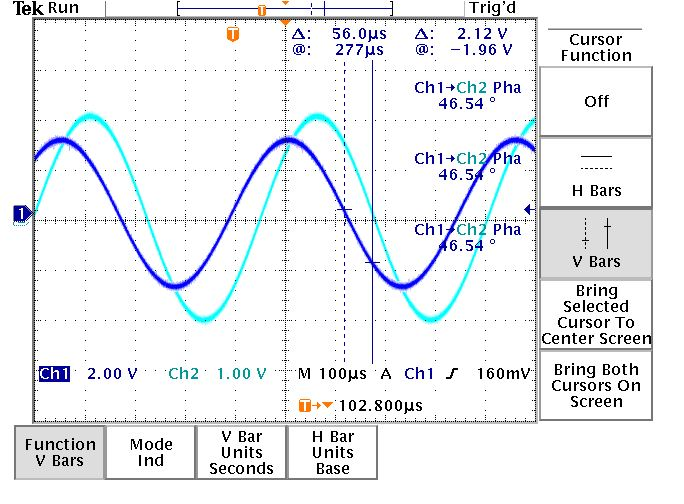 Tek Run Trig'd
T
T
Δ: 56.0µs Δ: 2.12 V
@: 277µs @: −1.96 V
Ch1→Ch2 Pha
46.54 °
Ch1→Ch2 Pha
46.54 °
Ch1→Ch2 Pha
46.54 °
1
Ch1 2.00 V Ch2 1.00 V M 100µs A Ch1 160mV
T→▼ 102.800µs
Cursor
Function
Off
H Bars
V Bars
Bring
Selected
Cursor To
Center Screen
Bring Both
Cursors On
Screen
Function
V Bars
Mode
Ind
V Bar
Units
Seconds
H Bar
Units
Base